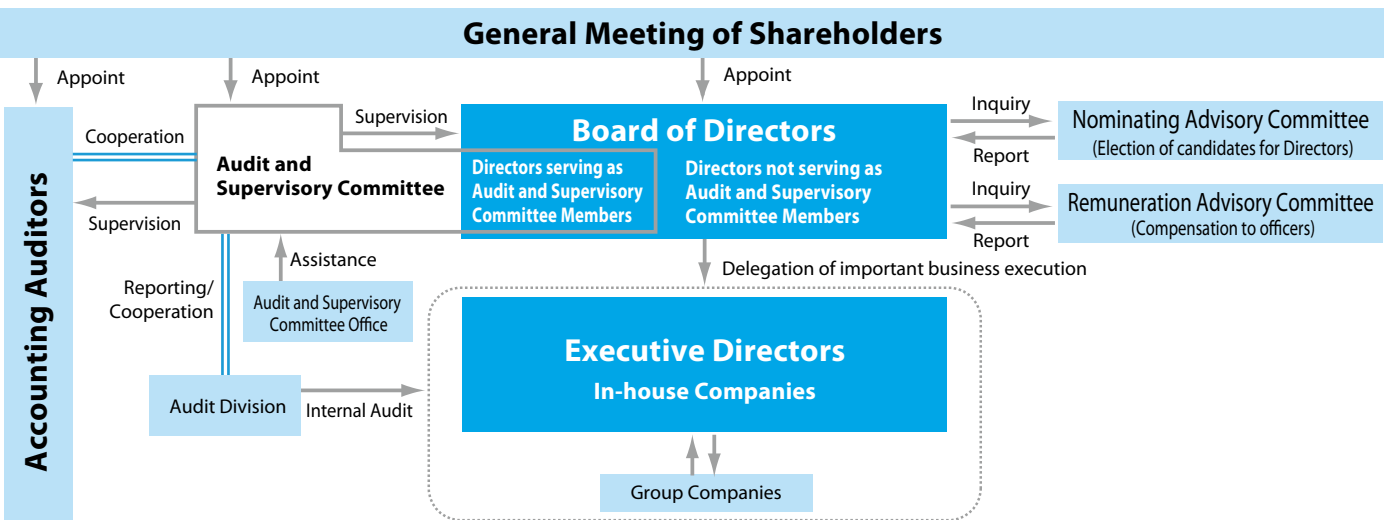 General Meeting of Shareholders
Appoint
Appoint
Appoint
Accounting Auditors
Cooperation
Supervision
Audit and
Supervisory Committee
Supervision
Board of Directors
Directors serving as
Audit and Supervisory
Committee Members
Directors not serving as
Audit and Supervisory
Committee Members
Inquiry
Report
Nominating Advisory Committee
(Election of candidates for Directors)
Inquiry
Report
Remuneration Advisory Committee
(Compensation to officers)
Assistance
Delegation of important business execution
Reporting/
Cooperation
Audit and Supervisory
Committee Office
Executive Directors
In-house Companies
Audit Division
Internal Audit
Group Companies